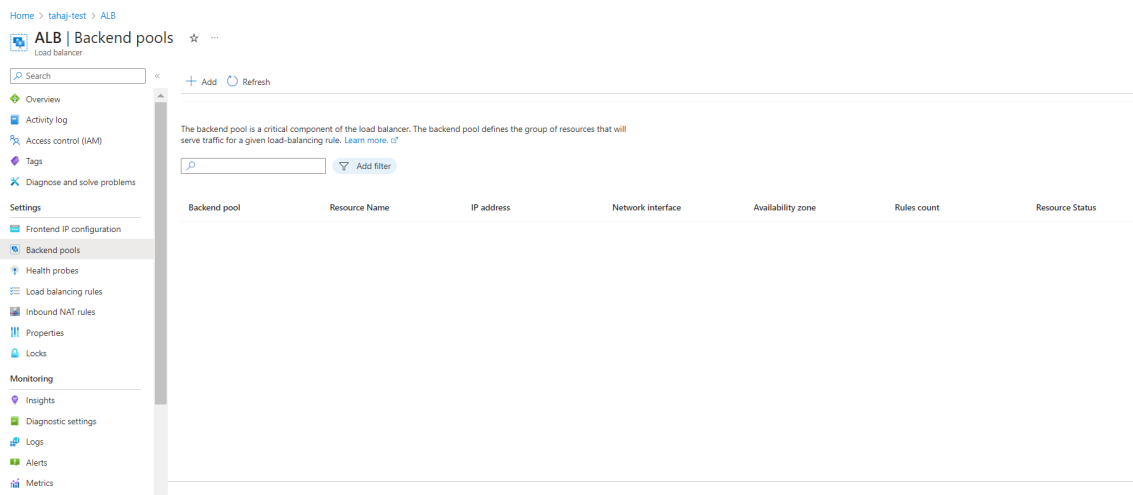 Home > tahaj-test > ALB
ALB | Backend pools ☆ ...
Load balancer
Search «
Overview
Activity log
Access control (IAM)
Tags
Diagnose and solve problems
Settings
Frontend IP configuration
Backend pools
Health probes
Load balancing rules
Inbound NAT rules
Properties
Locks
Monitoring
Insights
Diagnostic settings
Logs
Alerts
Metrics
+ Add Refresh
The backend pool is a critical component of the load balancer. The backend pool defines the group of resources that will
serve traffic for a given load-balancing rule. Learn more.
Add filter
Backend pool Resource Name IP address Network interface Availability zone Rules count Resource Status